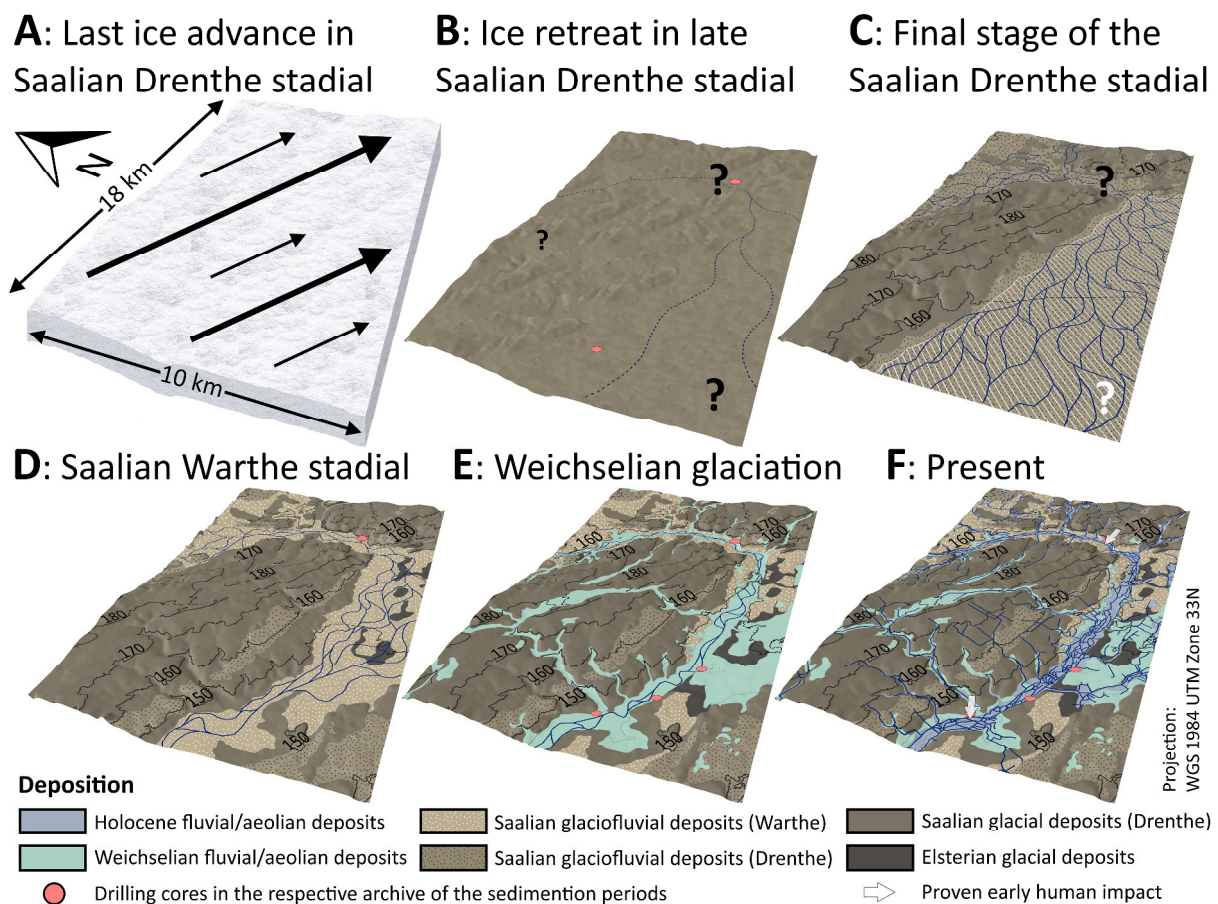 A: Last ice advance in
Saalian Drenthe stadial
B: Ice retreat in late
Saalian Drenthe stadial
C: Final stage of the
Saalian Drenthe stadial
N
18 km
10 km
?
?
?
170
?
170
180
180
170
160
?
D: Saalian Warthe stadial
E: Weichselian glaciation
F: Present
170
160
170
180
160
180
170
160
150
150
170
160
160
170
180
160
180
170
160
150
150
170
160
160
170
180
160
180
170
160
150
150
Projection:
WGS 1984 UTM Zone 33N
Deposition
Holocene fluvial/aeolian deposits
Saalian glaciofluvial deposits (Warthe)
Saalian glacial deposits (Drenthe)
Weichselian fluvial/aeolian deposits
Saalian glaciofluvial deposits (Drenthe)
Elsterian glacial deposits
Drilling cores in the respective archive of the sedimention periods
Proven early human impact